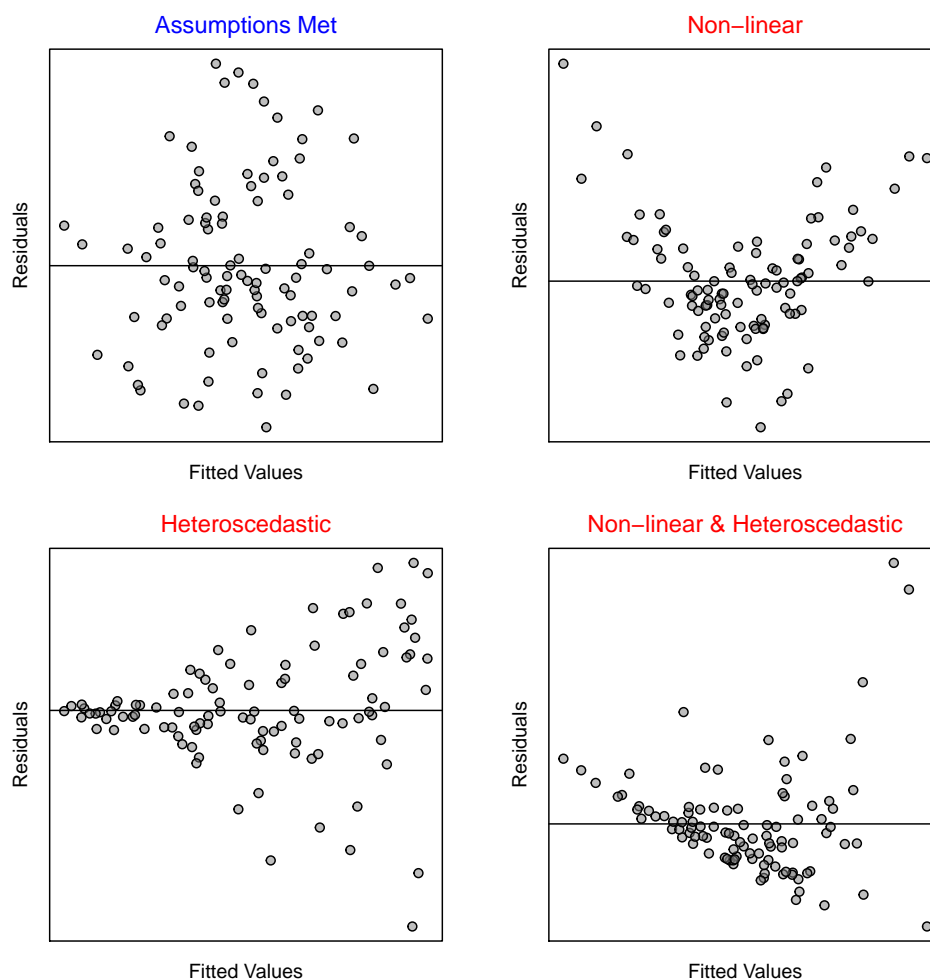 Assumptions Met
Residuals
Fitted Values
Non−linear
Residuals
Fitted Values
Heteroscedastic
Residuals
Fitted Values
Non−linear & Heteroscedastic
Residuals
Fitted Values